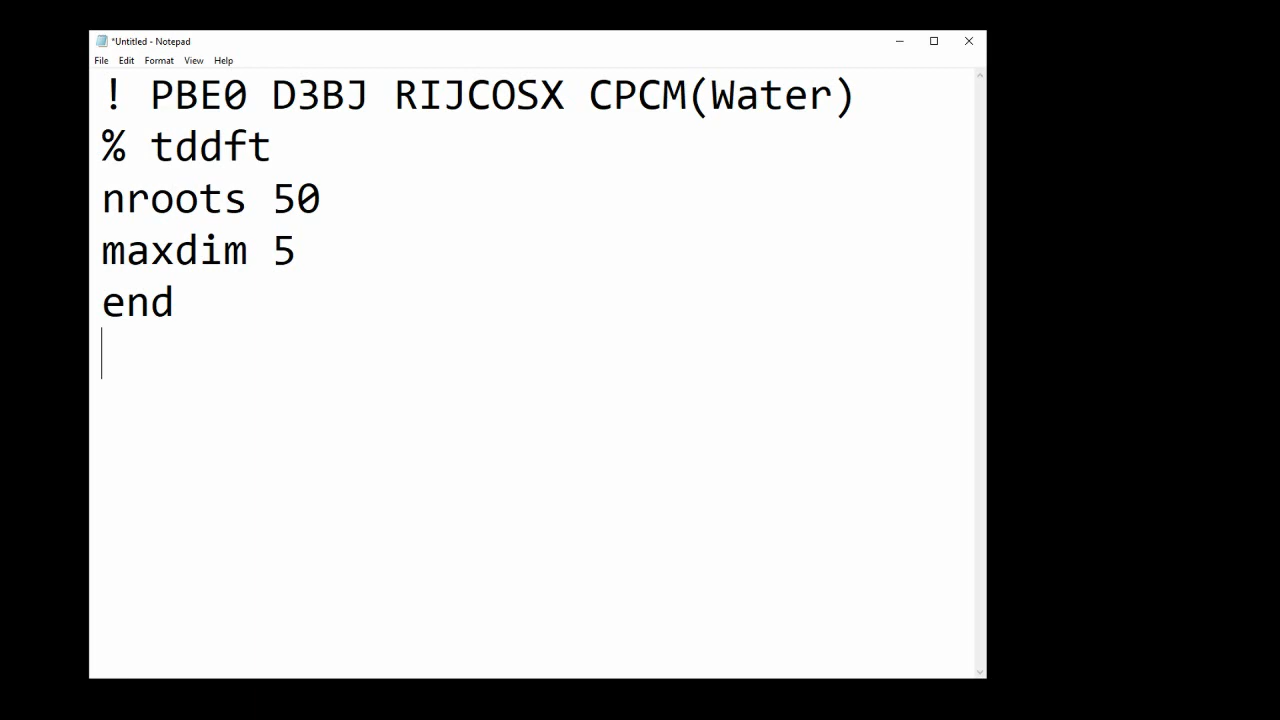 *Untitled - Notepad
File Edit Format View Help
! PBE0 D3BJ RIJCOSX CPCM(Water)
% tddft
nroots 50
maxdim 5
end